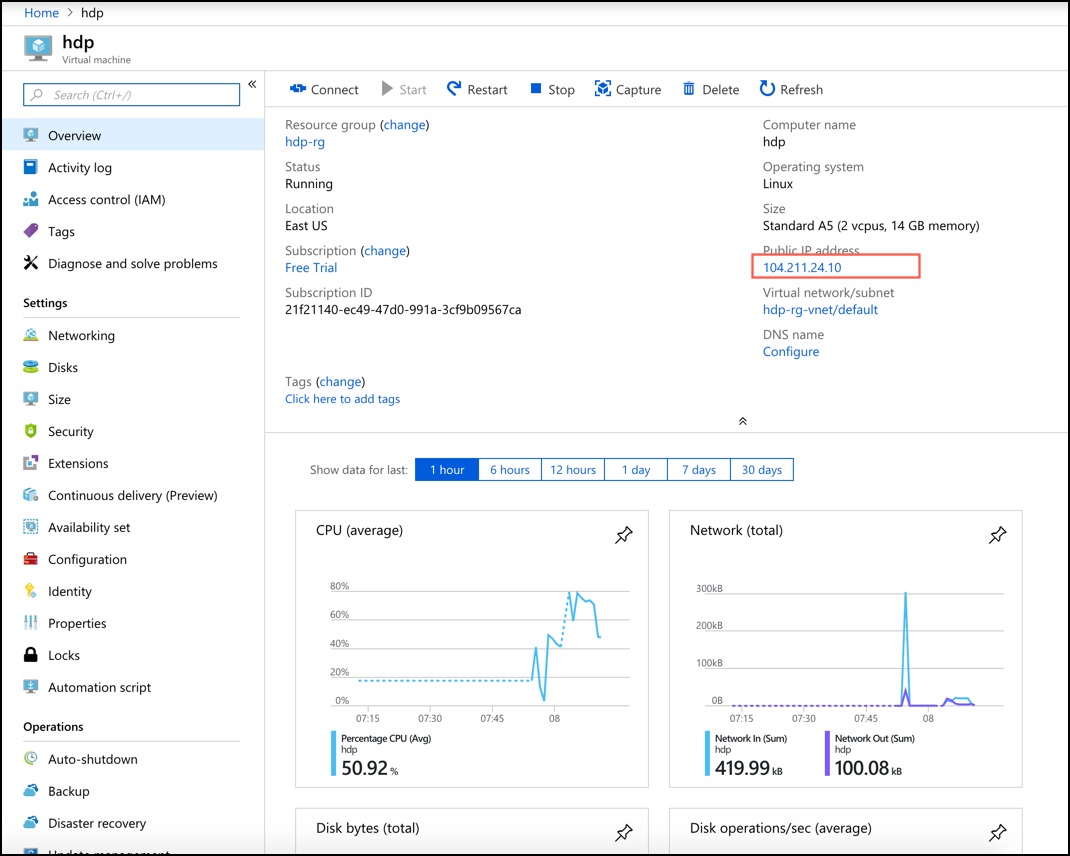 Home > hdp
hdp
Virtual machine
Search (Ctrl+/)
«
Overview
Activity log
Access control (IAM)
Tags
Diagnose and solve problems
Settings
Networking
Disks
Size
Security
Extensions
Continuous delivery (Preview)
Availability set
Configuration
Identity
Properties
Locks
Automation script
Operations
Auto-shutdown
Backup
Disaster recovery
Update management
Connect Start Restart Stop Capture Delete Refresh
Resource group (change)
hdp-rg
Status
Running
Location
East US
Subscription (change)
Free Trial
Subscription ID
21f21140-ec49-47d0-991a-3cf9b09567ca
Tags (change)
Click here to add tags
Computer name
hdp
Operating system
Linux
Size
Standard A5 (2 vcpus, 14 GB memory)
Public IP address
104.211.24.10
Virtual network/subnet
hdp-rg-vnet/default
DNS name
Configure
Show data for last: 1 hour 6 hours 12 hours 1 day 7 days 30 days
CPU (average)
80%
60%
40%
20%
0%
07:15 07:30 07:45 08
Percentage CPU (Avg)
hdp
50.92 %
Network (total)
300kB
200kB
100kB
0B
07:15 07:30 07:45 08
Network In (Sum)
hdp
419.99 kB
Network Out (Sum)
hdp
100.08 kB
Disk bytes (total)
Disk operations/sec (average)